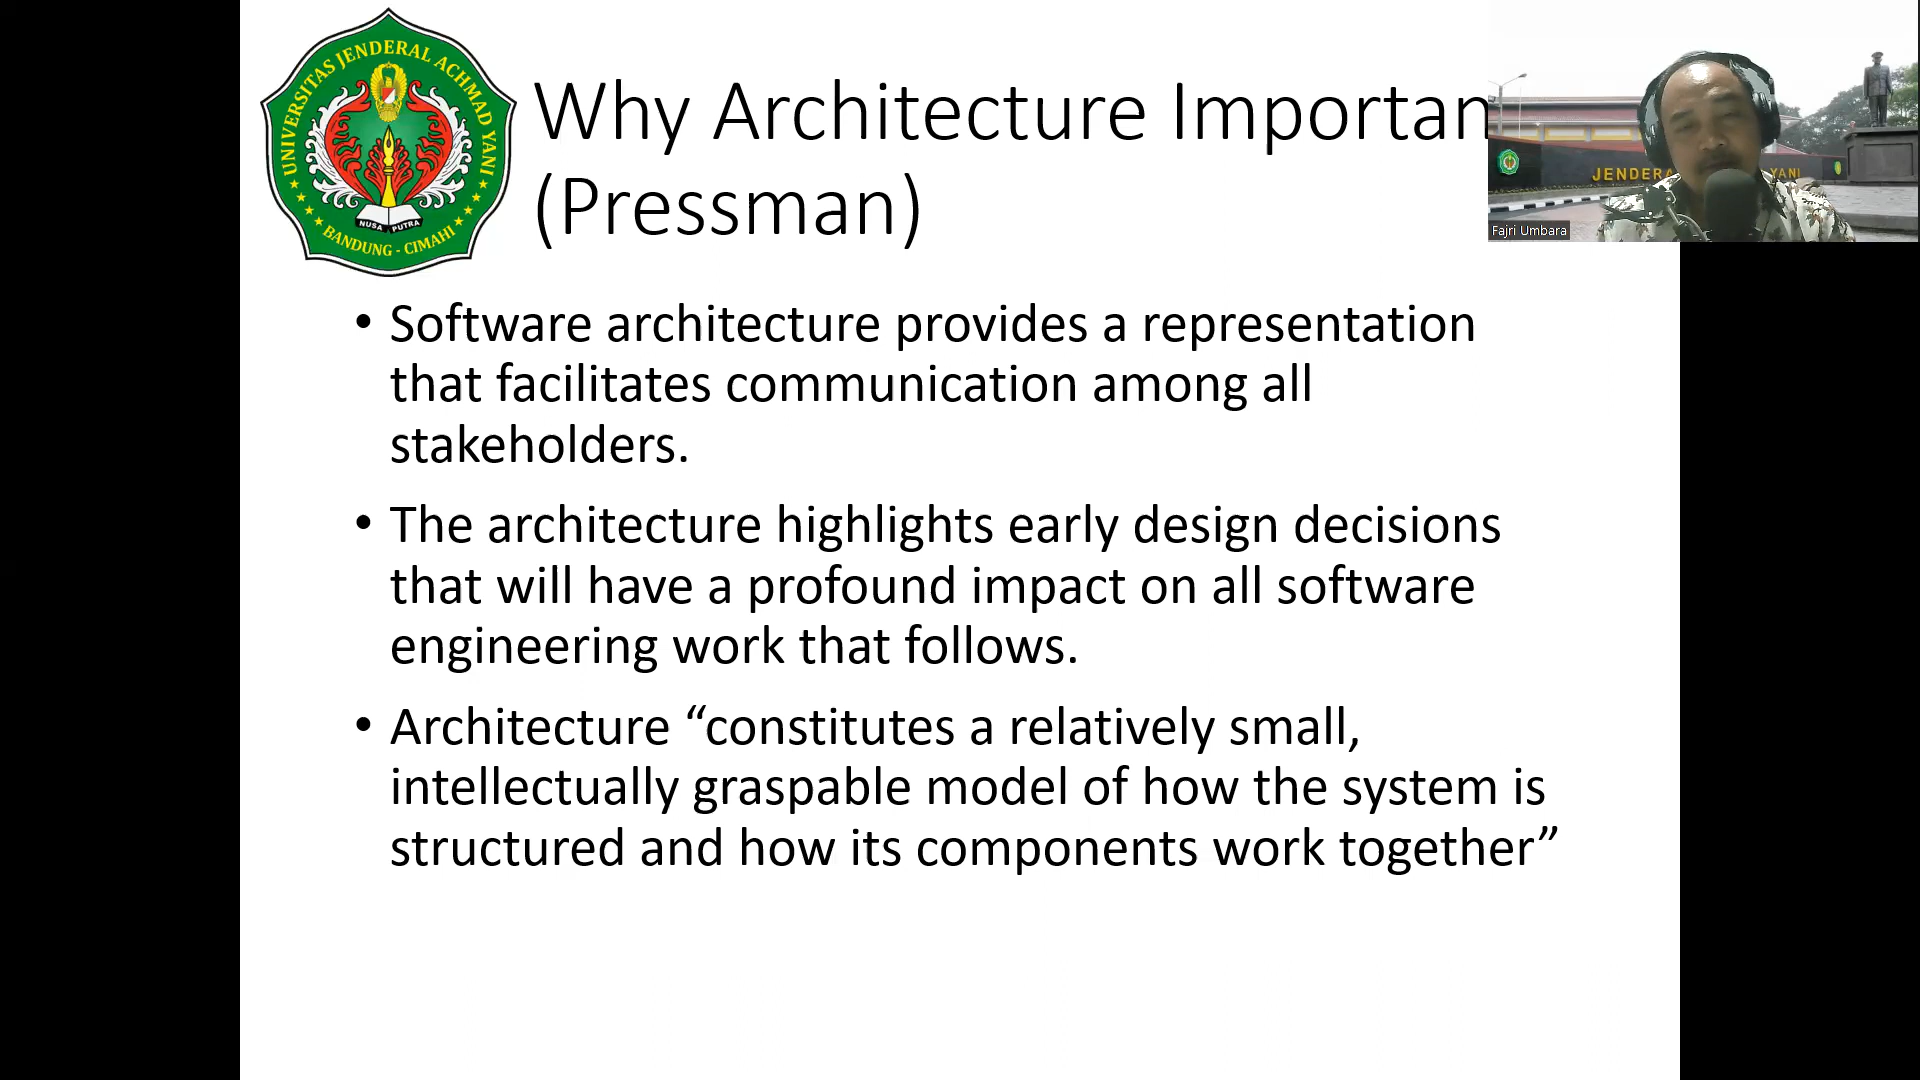 UNIVERSITAS JENDERAL ACHMAD YANI
NUSA PUTRA
BANDUNG - CIMAHI
Why Architecture Importan
(Pressman)
JENDERA
YANI
Fajri Umbara
• Software architecture provides a representation
that facilitates communication among all
stakeholders.
• The architecture highlights early design decisions
that will have a profound impact on all software
engineering work that follows.
• Architecture “constitutes a relatively small,
intellectually graspable model of how the system is
structured and how its components work together”